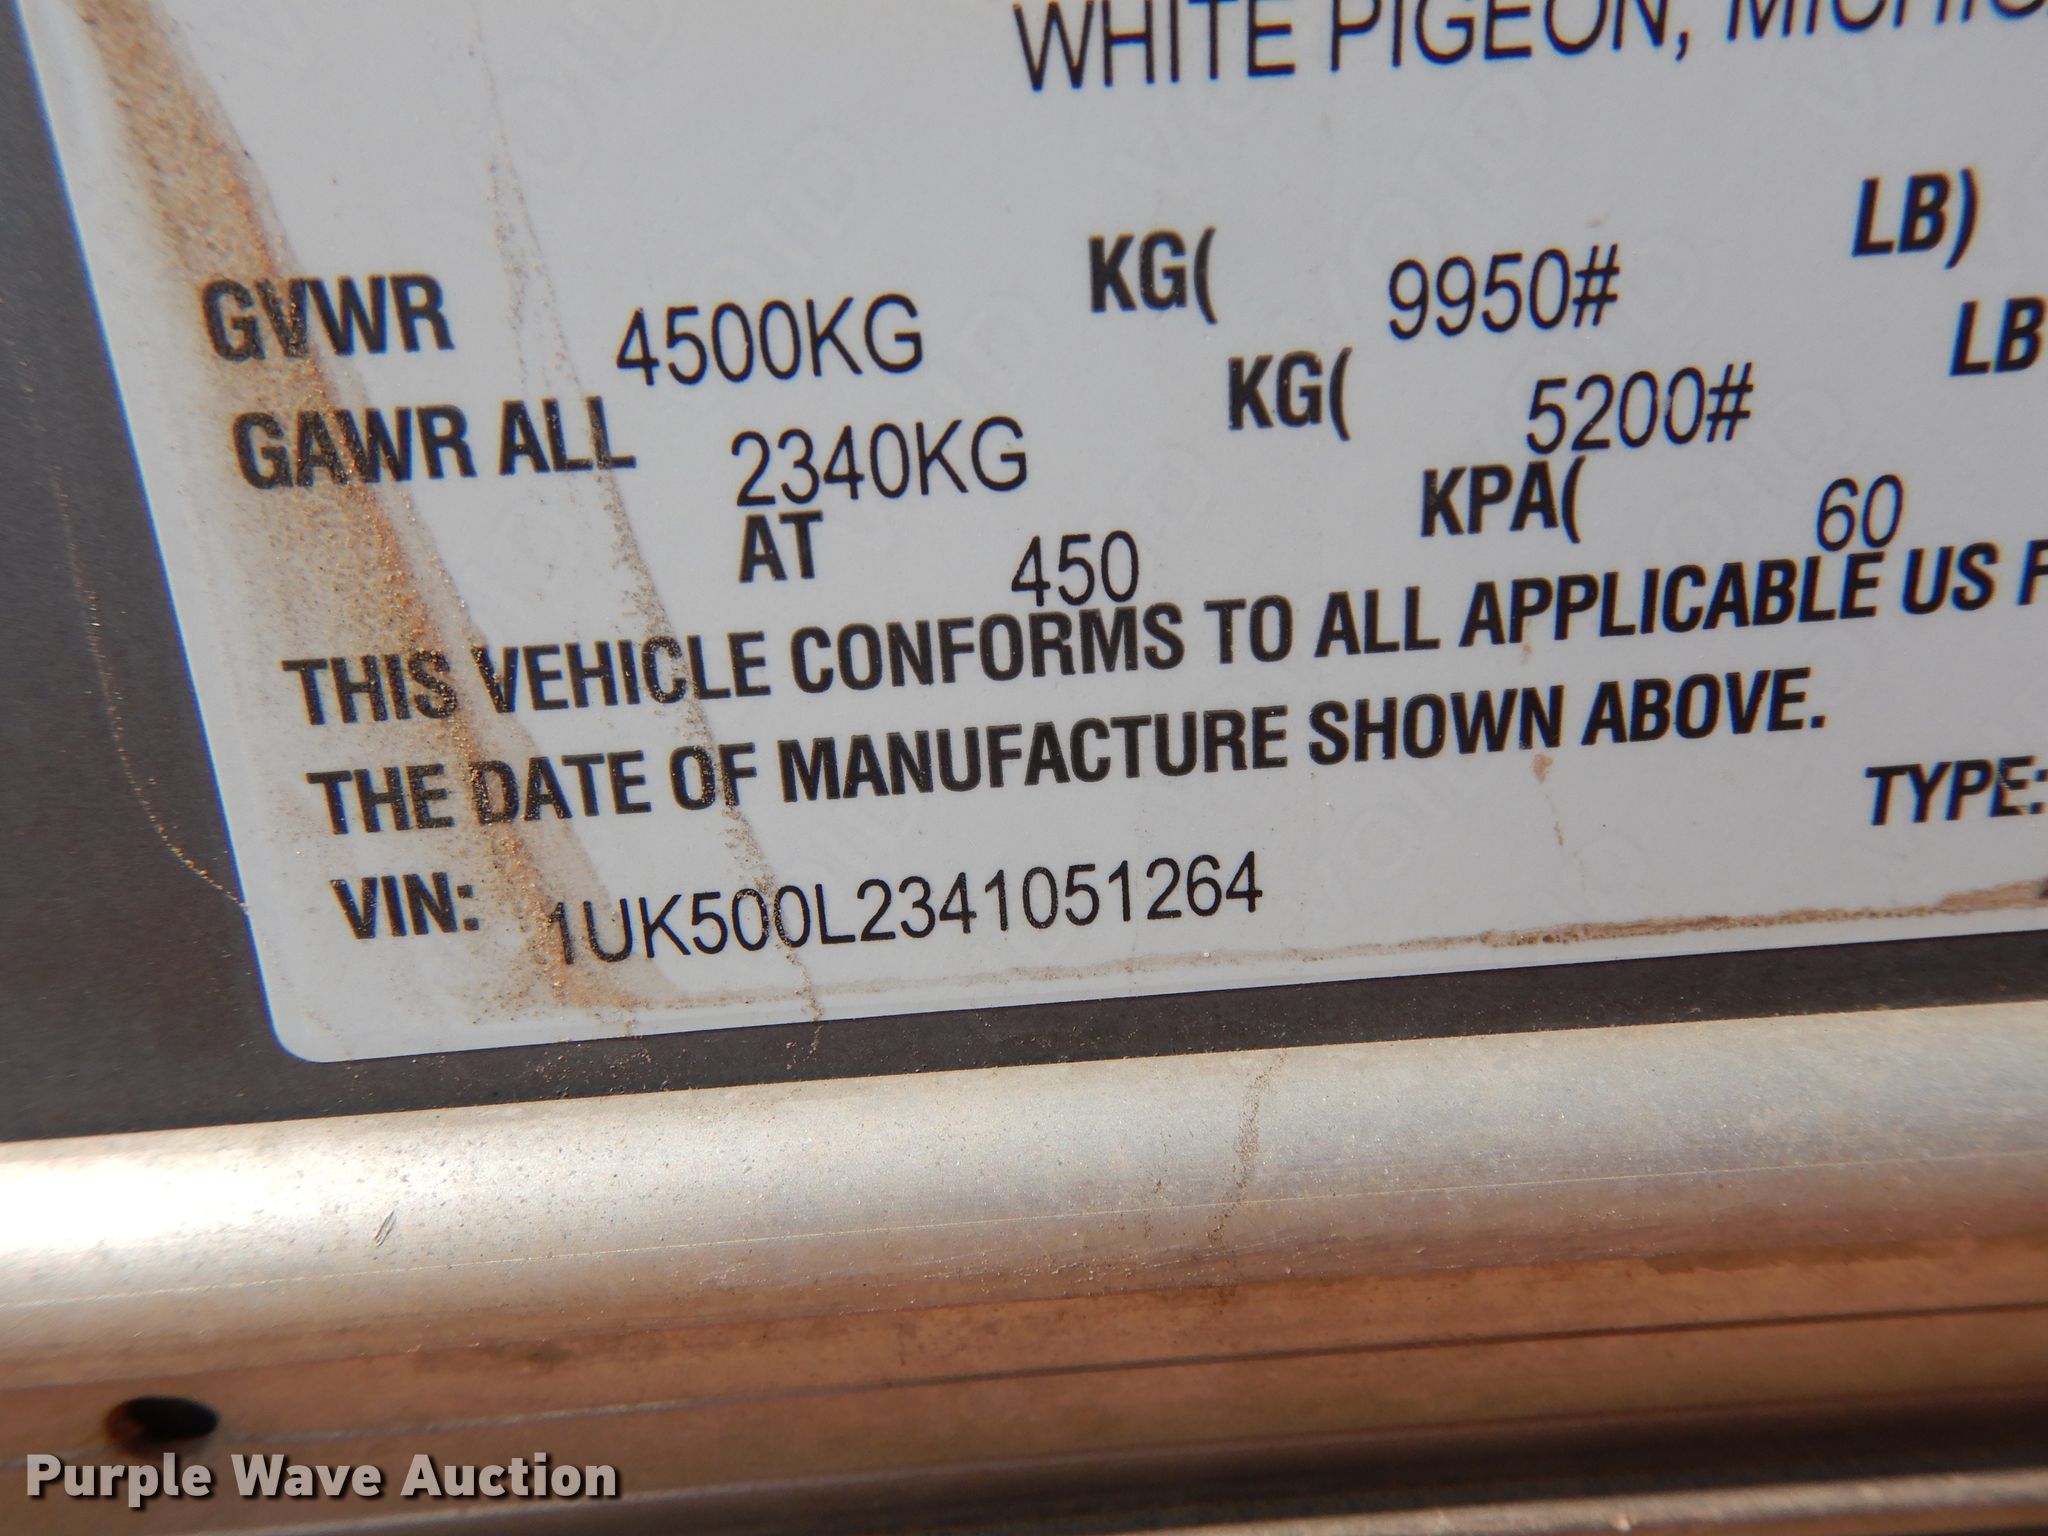 WHITE PIGEON,
GVWR 4500KG KG( 9950# LB)
GAWR ALL 2340KG KG( 5200# LB
AT 450 KPA( 60
THIS VEHICLE CONFORMS TO ALL APPLICABLE US F
THE DATE OF MANUFACTURE SHOWN ABOVE.
TYPE:
VIN: 1UK500L2341051264
Purple Wave Auction